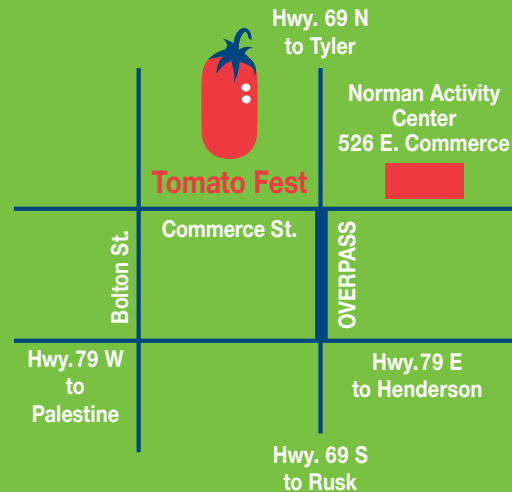 Hwy. 69 N
to Tyler
Norman Activity
Center
526 E. Commerce
Tomato Fest
Commerce St.
Bolton St.
OVERPASS
Hwy.79 W
to
Palestine
Hwy.79 E
to Henderson
Hwy. 69 S
to Rusk